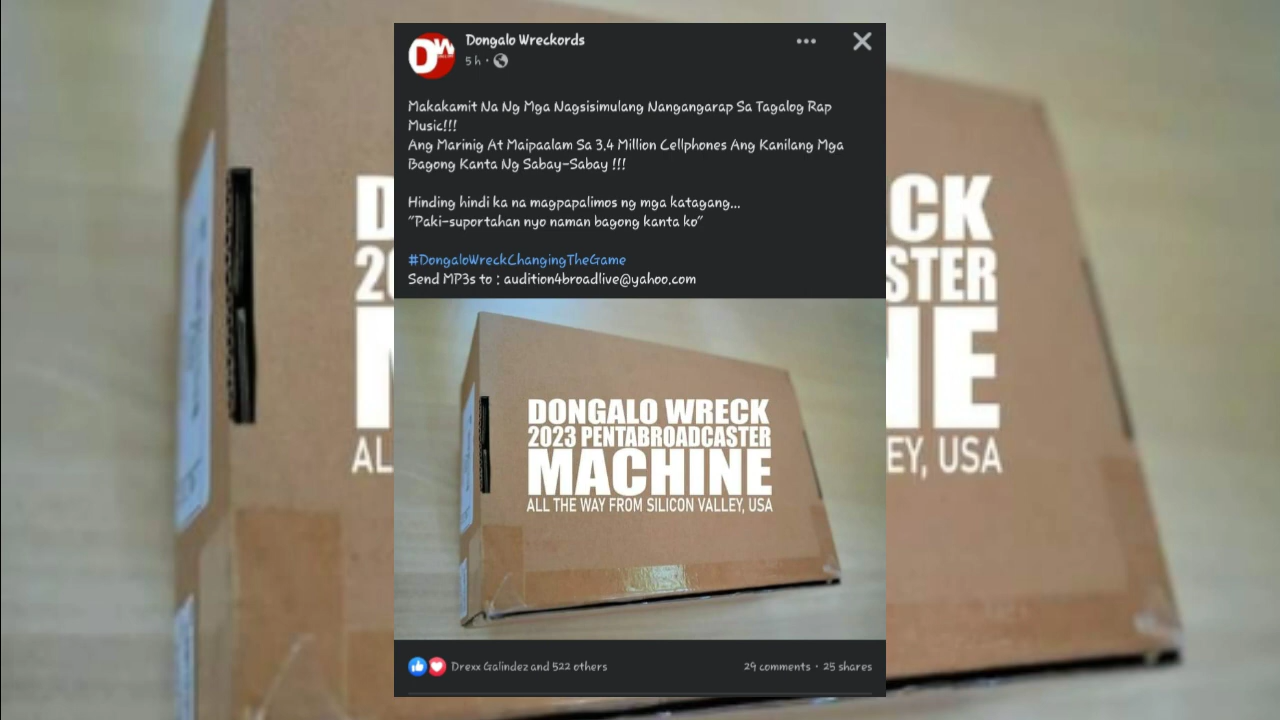 Dongalo Wreckords
5 h ·
Makakamit Na Ng Mga Nagsisimulang Nangangarap Sa Tagalog Rap
Music!!!
Ang Marinig At Maipaalam Sa 3.4 Million Cellphones Ang Kanilang Mga
Bagong Kanta Ng Sabay-Sabay !!!
Hinding hindi ka na magpapalimos ng mga katagang...
"Paki-suportahan nyo naman bagong kanta ko"
#DongaloWreckChangingTheGame
Send MP3s to : audition4broadlive@yahoo.com
DONGALO WRECK
2023 PENTABROADCASTER
MACHINE
ALL THE WAY FROM SILICON VALLEY, USA
Drexx Galindez and 522 others
29 comments · 25 shares